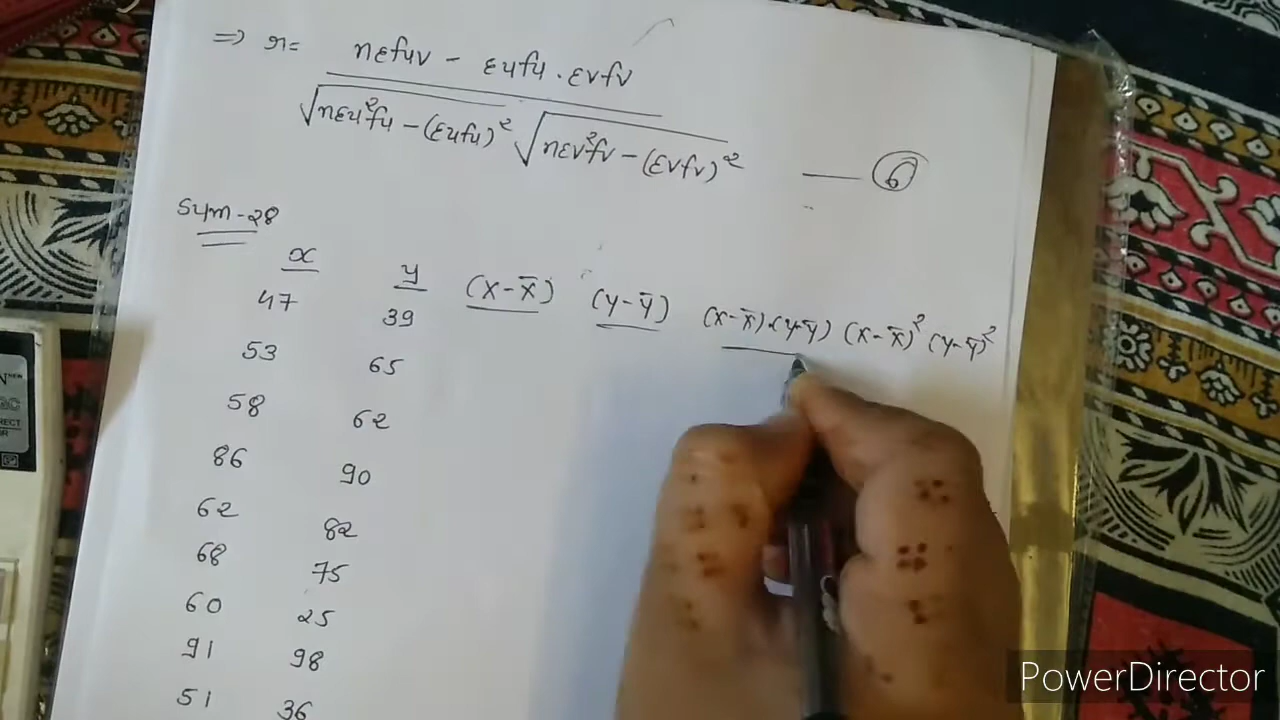 ⇒ r = nΣfuv - Σufu . Σvfv
√nΣu²fu - (Σufu)² √nΣv²fv - (Σvfv)² — 6
Sum-28
x y (x-x̄) (y-ȳ) (x-x̄).(y-ȳ) (x-x̄)² (y-ȳ)²
47 39
53 65
58 62
86 90
62 82
68 75
60 25
91 98
51 36
PowerDirector